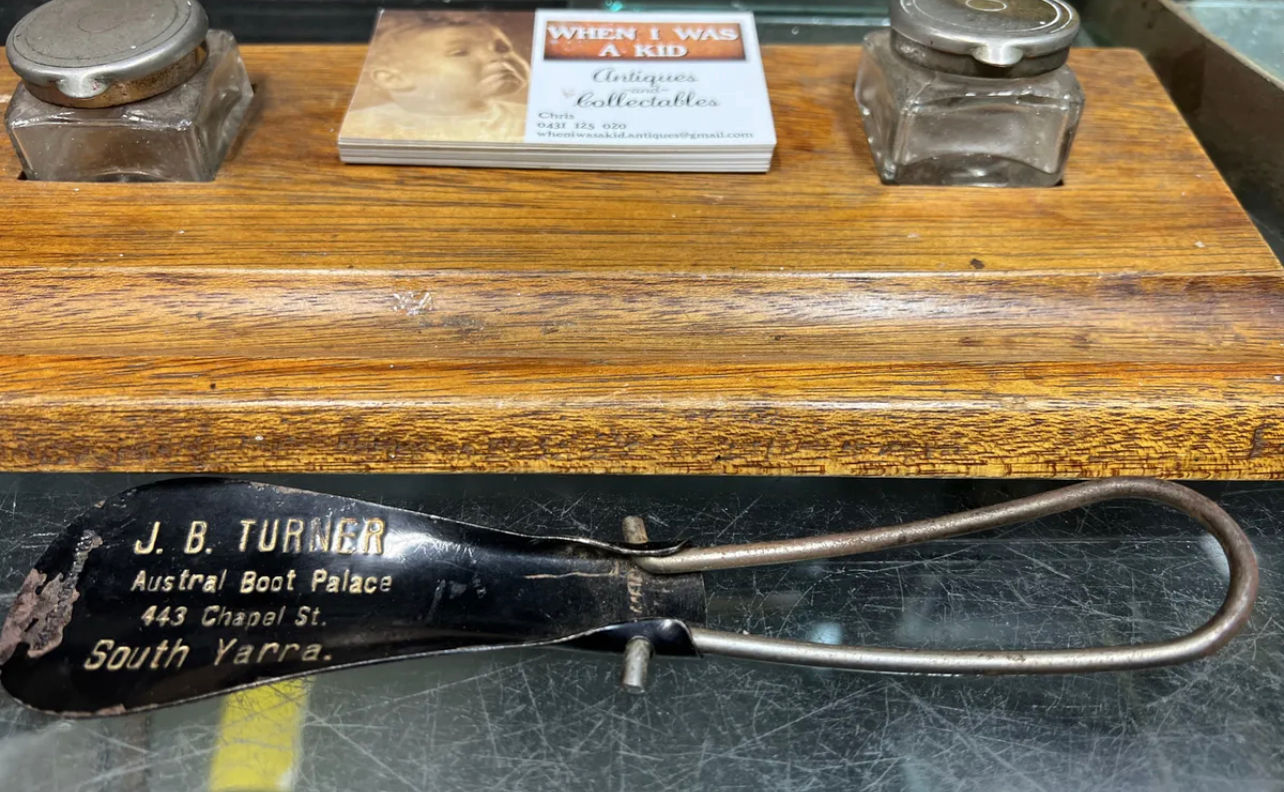 WHEN I WAS
A KID
Antiques
-and-
Collectables
Chris
0431 125 020
wheniwasakid.antiques@gmail.com
J. B. TURNER
Austral Boot Palace
443 Chapel St.
South Yarra.